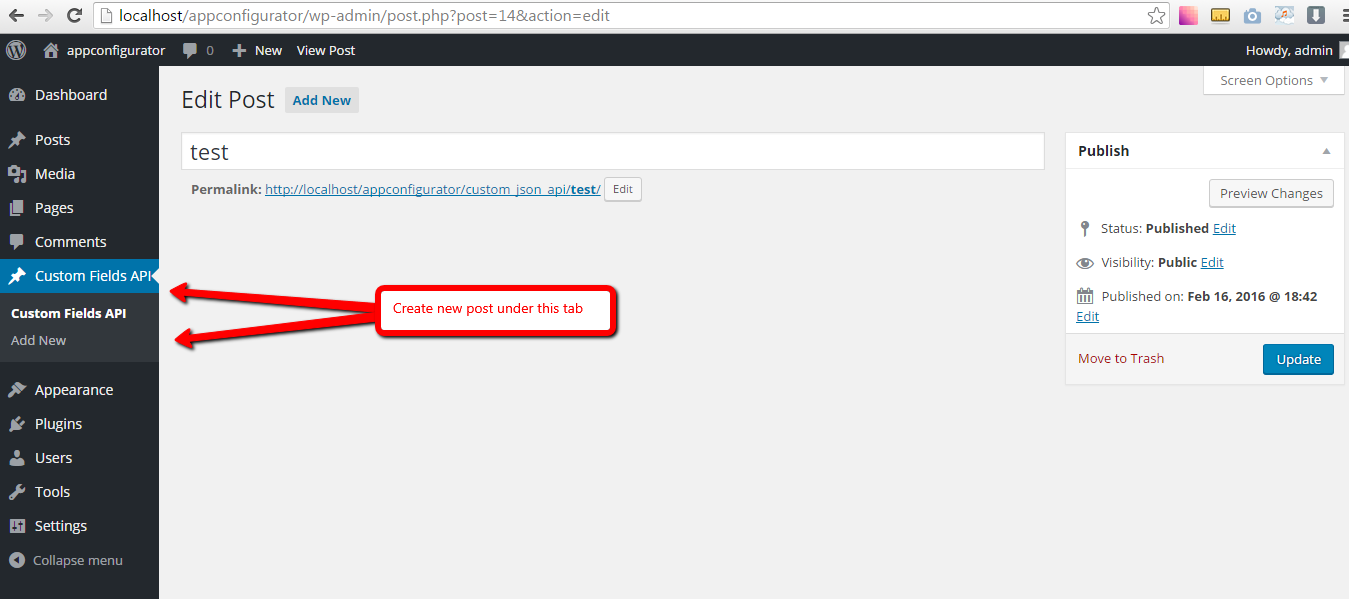 localhost/appconfigurator/wp-admin/post.php?post=14&action=edit
appconfigurator 0 New View Post Howdy, admin
Screen Options
Dashboard
Posts
Media
Pages
Comments
Custom Fields API
Custom Fields API
Add New
Appearance
Plugins
Users
Tools
Settings
Collapse menu
Edit Post Add New
test
Permalink: http://localhost/appconfigurator/custom_json_api/test/ Edit
Create new post under this tab
Publish
Preview Changes
Status: Published Edit
Visibility: Public Edit
Published on: Feb 16, 2016 @ 18:42
Edit
Move to Trash Update